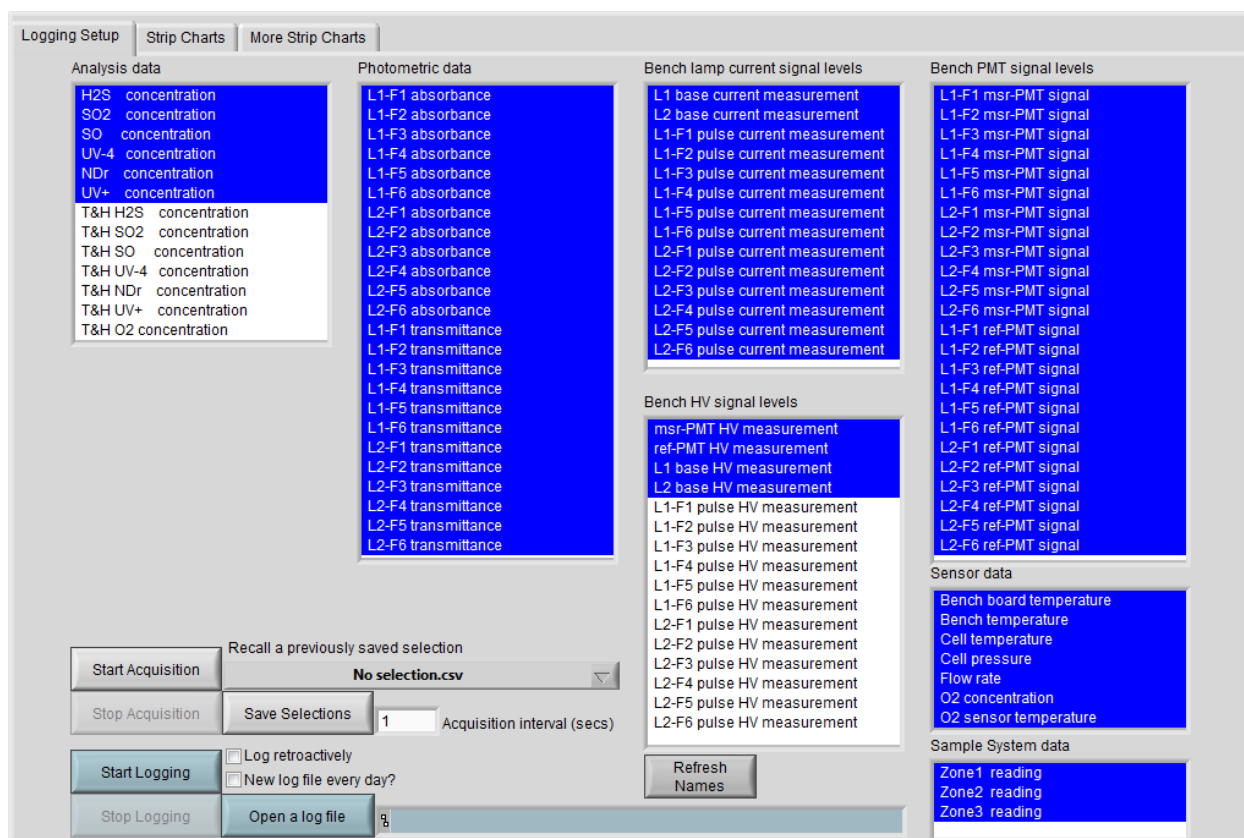 Logging Setup
Strip Charts
More Strip Charts
Analysis data
H2S concentration
SO2 concentration
SO concentration
UV-4 concentration
NDr concentration
UV+ concentration
T&H H2S concentration
T&H SO2 concentration
T&H SO concentration
T&H UV-4 concentration
T&H NDr concentration
T&H UV+ concentration
T&H O2 concentration
Photometric data
L1-F1 absorbance
L1-F2 absorbance
L1-F3 absorbance
L1-F4 absorbance
L1-F5 absorbance
L1-F6 absorbance
L2-F1 absorbance
L2-F2 absorbance
L2-F3 absorbance
L2-F4 absorbance
L2-F5 absorbance
L2-F6 absorbance
L1-F1 transmittance
L1-F2 transmittance
L1-F3 transmittance
L1-F4 transmittance
L1-F5 transmittance
L1-F6 transmittance
L2-F1 transmittance
L2-F2 transmittance
L2-F3 transmittance
L2-F4 transmittance
L2-F5 transmittance
L2-F6 transmittance
Bench lamp current signal levels
L1 base current measurement
L2 base current measurement
L1-F1 pulse current measurement
L1-F2 pulse current measurement
L1-F3 pulse current measurement
L1-F4 pulse current measurement
L1-F5 pulse current measurement
L1-F6 pulse current measurement
L2-F1 pulse current measurement
L2-F2 pulse current measurement
L2-F3 pulse current measurement
L2-F4 pulse current measurement
L2-F5 pulse current measurement
L2-F6 pulse current measurement
Bench HV signal levels
msr-PMT HV measurement
ref-PMT HV measurement
L1 base HV measurement
L2 base HV measurement
L1-F1 pulse HV measurement
L1-F2 pulse HV measurement
L1-F3 pulse HV measurement
L1-F4 pulse HV measurement
L1-F5 pulse HV measurement
L1-F6 pulse HV measurement
L2-F1 pulse HV measurement
L2-F2 pulse HV measurement
L2-F3 pulse HV measurement
L2-F4 pulse HV measurement
L2-F5 pulse HV measurement
L2-F6 pulse HV measurement
Refresh
Names
Bench PMT signal levels
L1-F1 msr-PMT signal
L1-F2 msr-PMT signal
L1-F3 msr-PMT signal
L1-F4 msr-PMT signal
L1-F5 msr-PMT signal
L1-F6 msr-PMT signal
L2-F1 msr-PMT signal
L2-F2 msr-PMT signal
L2-F3 msr-PMT signal
L2-F4 msr-PMT signal
L2-F5 msr-PMT signal
L2-F6 msr-PMT signal
L1-F1 ref-PMT signal
L1-F2 ref-PMT signal
L1-F3 ref-PMT signal
L1-F4 ref-PMT signal
L1-F5 ref-PMT signal
L1-F6 ref-PMT signal
L2-F1 ref-PMT signal
L2-F2 ref-PMT signal
L2-F3 ref-PMT signal
L2-F4 ref-PMT signal
L2-F5 ref-PMT signal
L2-F6 ref-PMT signal
Sensor data
Bench board temperature
Bench temperature
Cell temperature
Cell pressure
Flow rate
O2 concentration
O2 sensor temperature
Sample System data
Zone1 reading
Zone2 reading
Zone3 reading
Recall a previously saved selection
Start Acquisition
No selection.csv
Stop Acquisition
Save Selections
1
Acquisition interval (secs)
Start Logging
Log retroactively
New log file every day?
Stop Logging
Open a log file